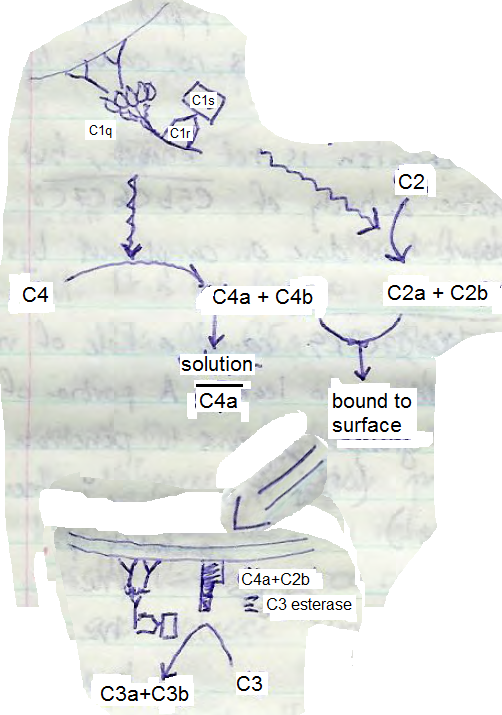 C1s
C1q
C1r
C2
C4
C4a + C4b
C2a + C2b
solution
C4a
bound to
surface
C4a+C2b
C3 esterase
C3a+C3b
C3